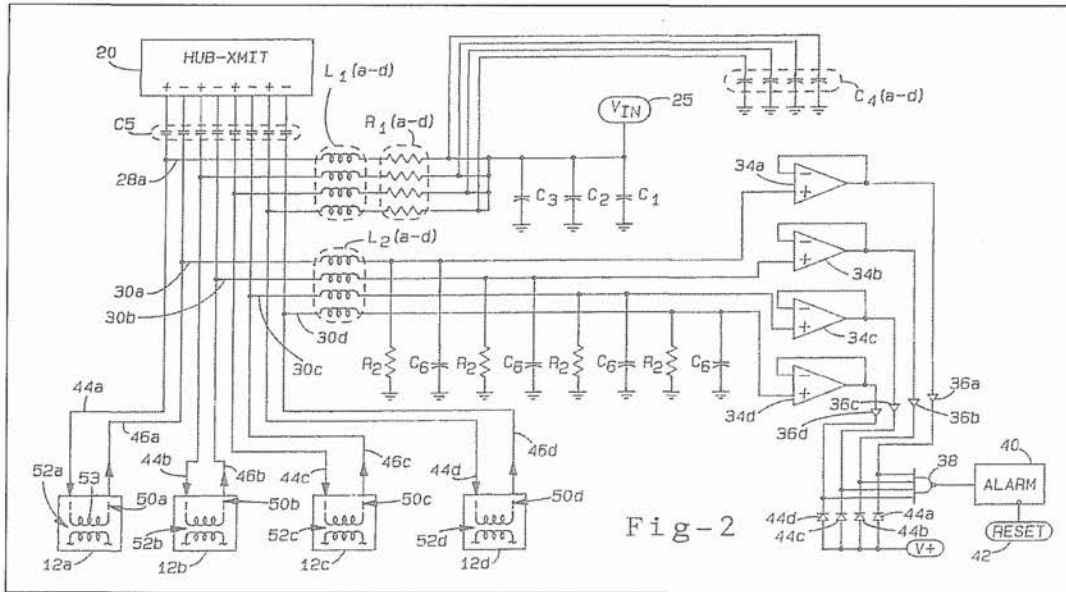 20
HUB-XMIT
+ − + − + − + −
C5
L1(a-d)
R1(a-d)
VIN
25
C4(a-d)
28a
C3
C2
C1
34a
−
+
L2(a-d)
30a
30b
30c
30d
−
+
34b
−
+
34c
−
+
34d
R2
C6
R2
C6
R2
C6
R2
C6
36a
36b
36c
36d
44a
46a
44b
46b
44c
46c
44d
46d
38
40
ALARM
RESET
42
52a
53
50a
50b
52b
50c
52c
50d
52d
12a
12b
12c
12d
Fig-2
44d
44c
44a
44b
V+